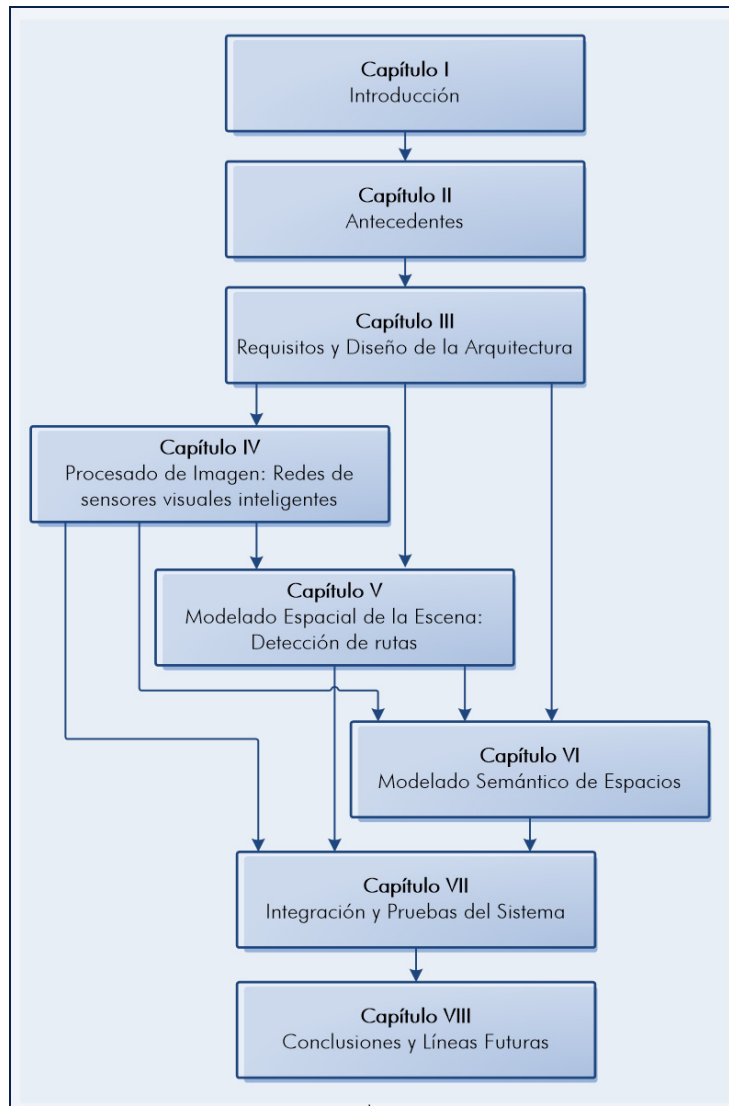 Capítulo I
Introducción
Capítulo II
Antecedentes
Capítulo III
Requisitos y Diseño de la Arquitectura
Capítulo IV
Procesado de Imagen: Redes de
sensores visuales inteligentes
Capítulo V
Modelado Espacial de la Escena:
Detección de rutas
Capítulo VI
Modelado Semántico de Espacios
Capítulo VII
Integración y Pruebas del Sistema
Capítulo VIII
Conclusiones y Líneas Futuras